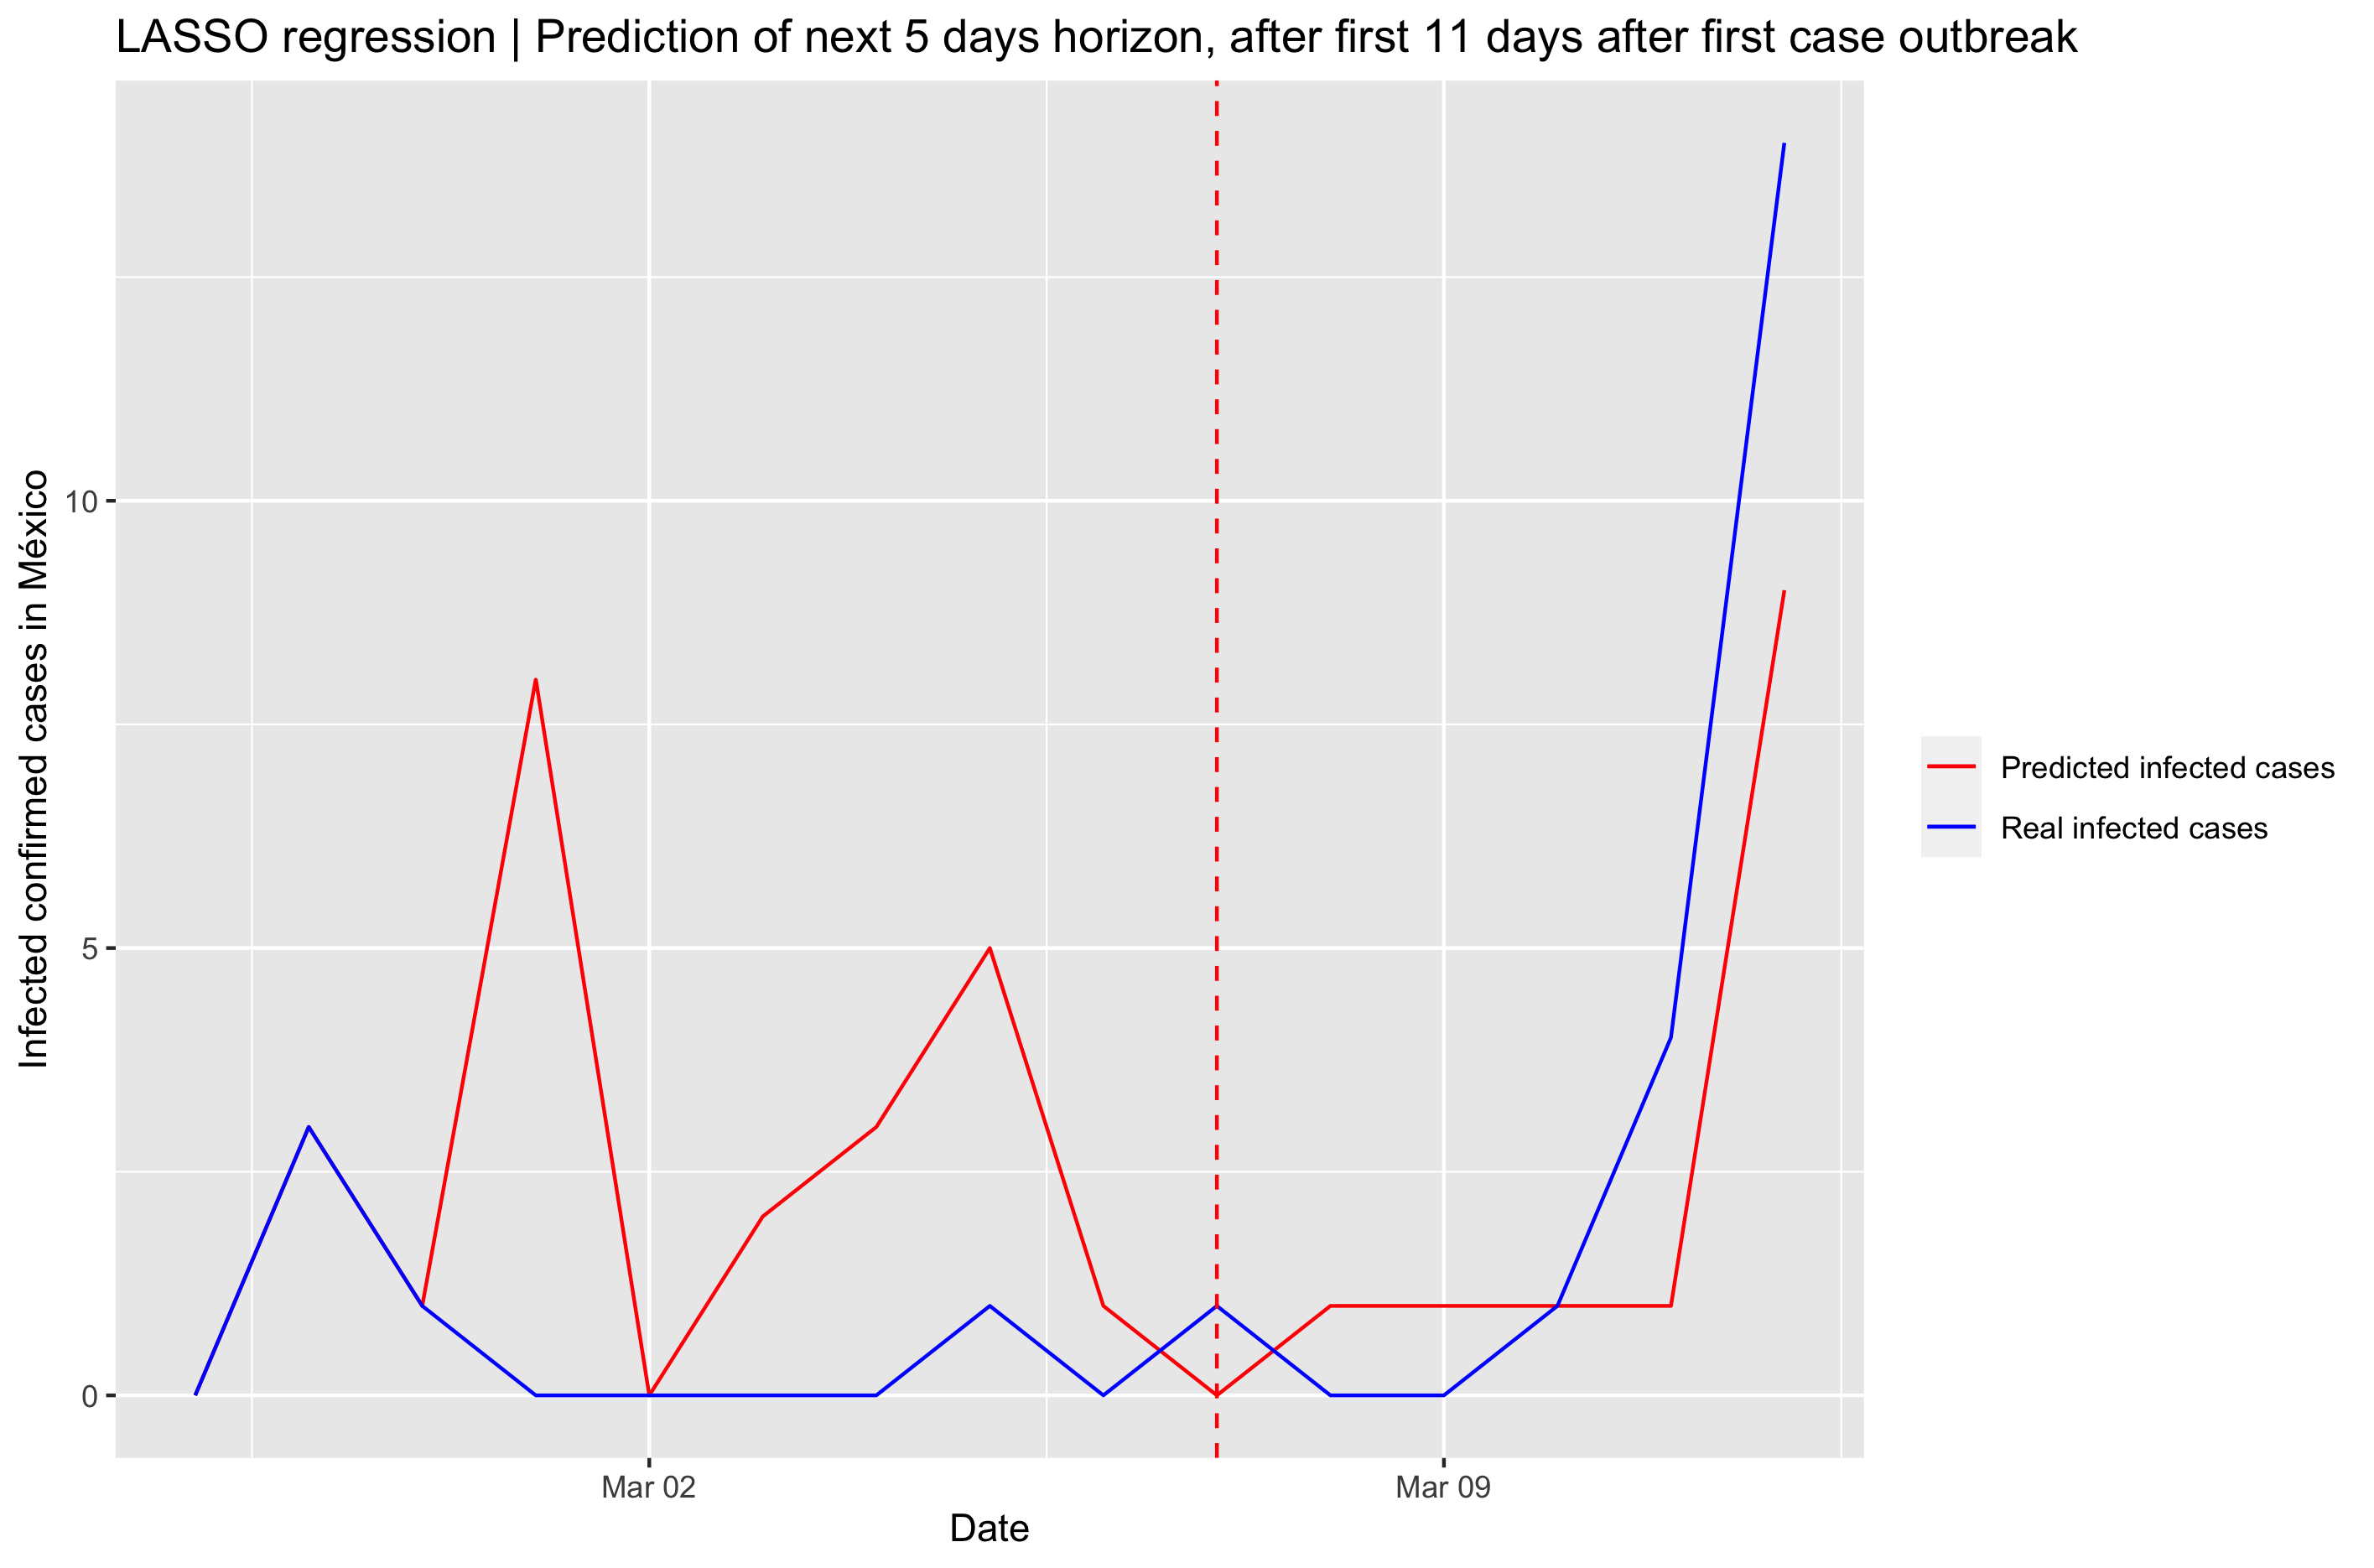 LASSO regression | Prediction of next 5 days horizon, after first 11 days after first case outbreak
Infected confirmed cases in México
10
5
0
Mar 02
Mar 09
Date
Predicted infected cases
Real infected cases